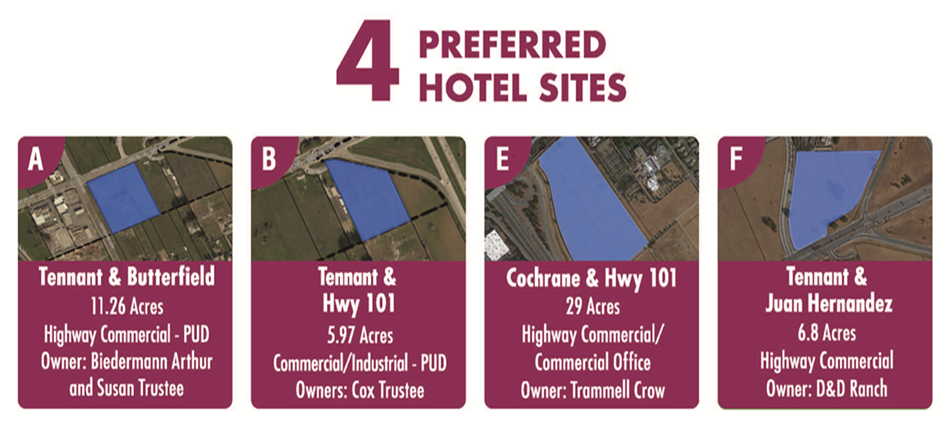 4
PREFERRED
HOTEL SITES
A
Tennant & Butterfield
11.26 Acres
Highway Commercial - PUD
Owner: Biedermann Arthur
and Susan Trustee
B
Tennant &
Hwy 101
5.97 Acres
Commercial/Industrial - PUD
Owners: Cox Trustee
E
Cochrane & Hwy 101
29 Acres
Highway Commercial/
Commercial Office
Owner: Trammell Crow
F
Tennant &
Juan Hernandez
6.8 Acres
Highway Commercial
Owner: D&D Ranch